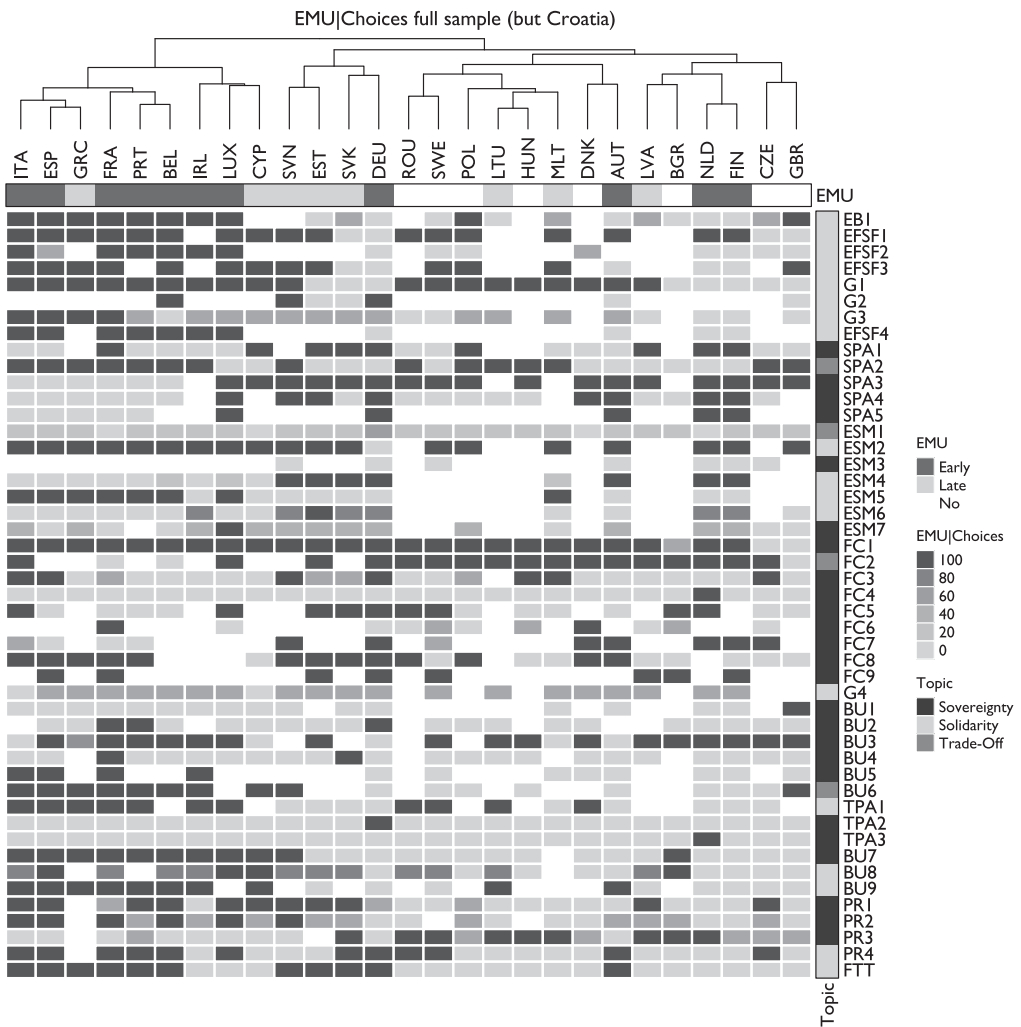 EMU|Choices full sample (but Croatia)
ITA ESP GRC FRA PRT BEL IRL LUX CYP SVN EST SVK DEU ROU SWE POL LTU HUN MLT DNK AUT LVA BGR NLD FIN CZE GBR
EMU
EB1
EFSF1
EFSF2
EFSF3
G1
G2
G3
EFSF4
SPA1
SPA2
SPA3
SPA4
SPA5
ESM1
ESM2
ESM3
ESM4
ESM5
ESM6
ESM7
FC1
FC2
FC3
FC4
FC5
FC6
FC7
FC8
FC9
G4
BU1
BU2
BU3
BU4
BU5
BU6
TPA1
TPA2
TPA3
BU7
BU8
BU9
PR1
PR2
PR3
PR4
FTT
Topic
EMU
Early
Late
No
EMU|Choices
100
80
60
40
20
0
Topic
Sovereignty
Solidarity
Trade-Off